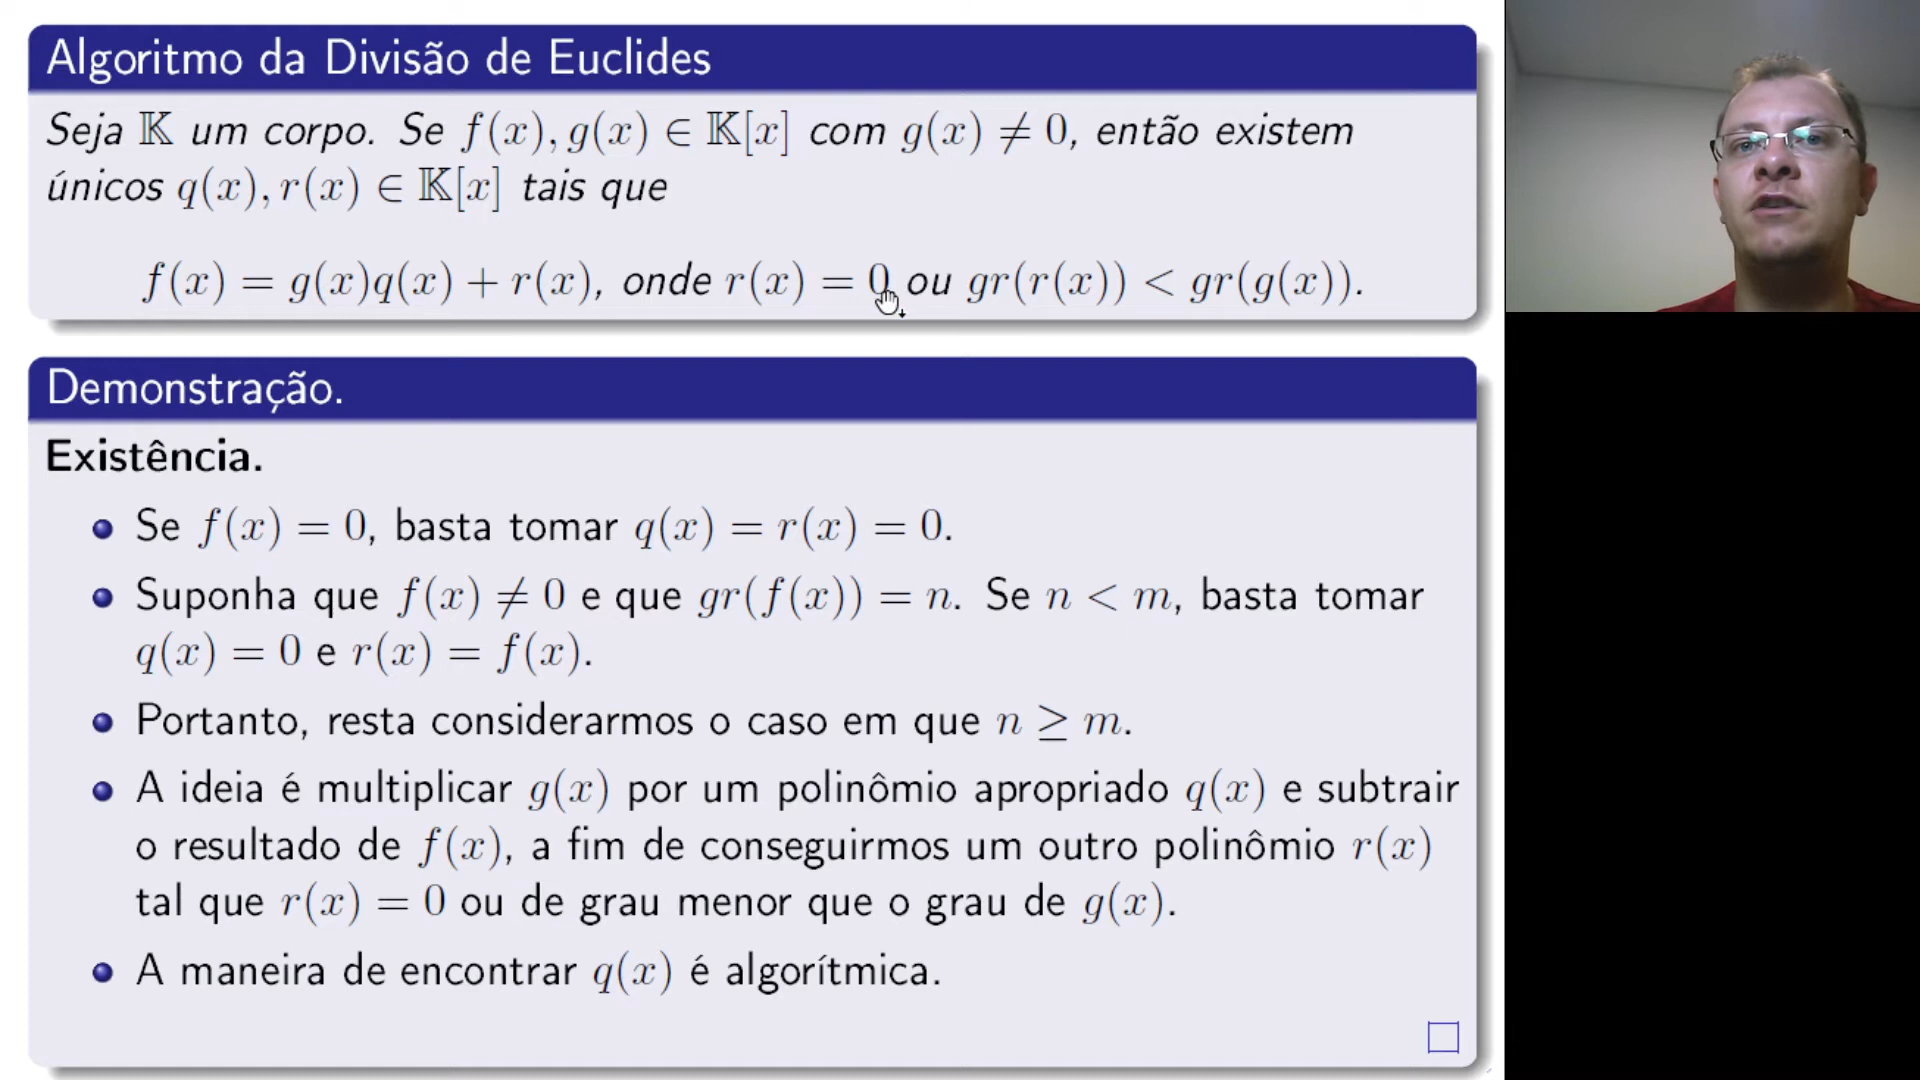 Algoritmo da Divisão de Euclides
Seja 𝕂 um corpo. Se f(x), g(x) ∈ 𝕂[x] com g(x) ≠ 0, então existem
únicos q(x), r(x) ∈ 𝕂[x] tais que
f(x) = g(x)q(x) + r(x), onde r(x) = 0 ou gr(r(x)) < gr(g(x)).
Demonstração.
Existência.
Se f(x) = 0, basta tomar q(x) = r(x) = 0.
Suponha que f(x) ≠ 0 e que gr(f(x)) = n. Se n < m, basta tomar
q(x) = 0 e r(x) = f(x).
Portanto, resta considerarmos o caso em que n ≥ m.
A ideia é multiplicar g(x) por um polinômio apropriado q(x) e subtrair
o resultado de f(x), a fim de conseguirmos um outro polinômio r(x)
tal que r(x) = 0 ou de grau menor que o grau de g(x).
A maneira de encontrar q(x) é algorítmica.